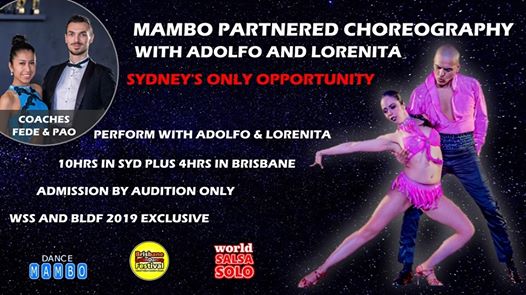 MAMBO PARTNERED CHOREOGRAPHY
WITH ADOLFO AND LORENITA
SYDNEY'S ONLY OPPORTUNITY
COACHES
FEDE & PAO
PERFORM WITH ADOLFO & LORENITA
10HRS IN SYD PLUS 4HRS IN BRISBANE
ADMISSION BY AUDITION ONLY
WSS AND BLDF 2019 EXCLUSIVE
DANCE
MAMBO
Brisbane
Festival
world
SALSA
SOLO